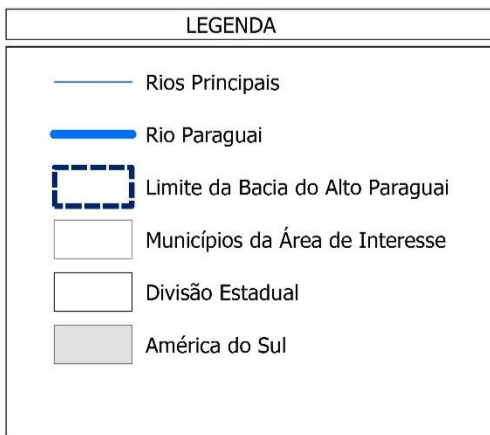 LEGENDA
Rios Principais
Rio Paraguai
Limite da Bacia do Alto Paraguai
Municípios da Área de Interesse
Divisão Estadual
América do Sul